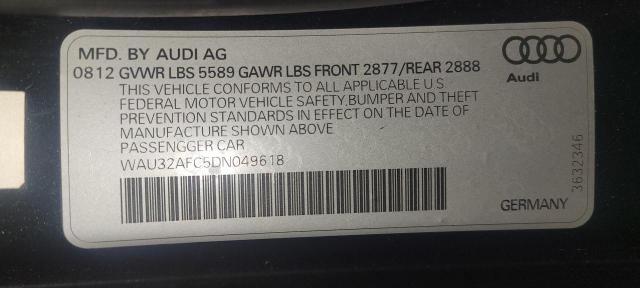 MFD. BY AUDI AG
0812 GVWR LBS 5589 GAWR LBS FRONT 2877/REAR 2888
THIS VEHICLE CONFORMS TO ALL APPLICABLE U S
FEDERAL MOTOR VEHICLE SAFETY,BUMPER AND THEFT
PREVENTION STANDARDS IN EFFECT ON THE DATE OF
MANUFACTURE SHOWN ABOVE
PASSENGGER CAR
WAU32AFC5DN049618
Audi
3632346
GERMANY